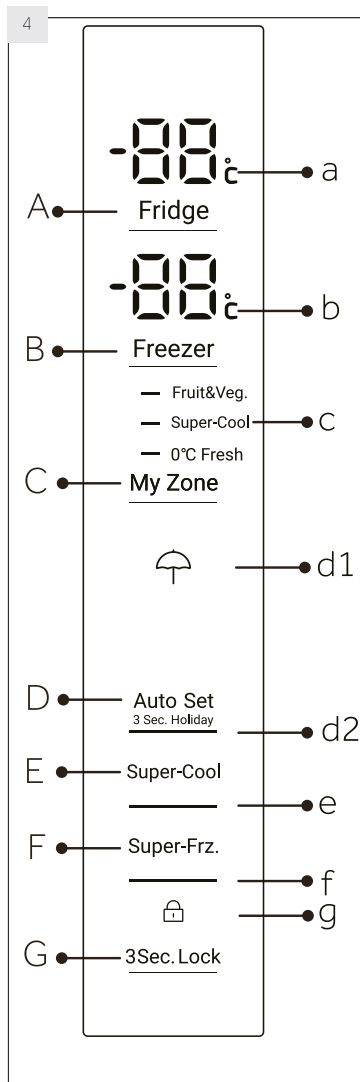 4
-88°c
a
A
Fridge
-88°c
b
B
Freezer
Fruit&Veg.
Super-Cool
c
0°C Fresh
C
My Zone
d1
D
Auto Set
3 Sec. Holiday
d2
E
Super-Cool
e
F
Super-Frz.
f
g
G
3Sec. Lock